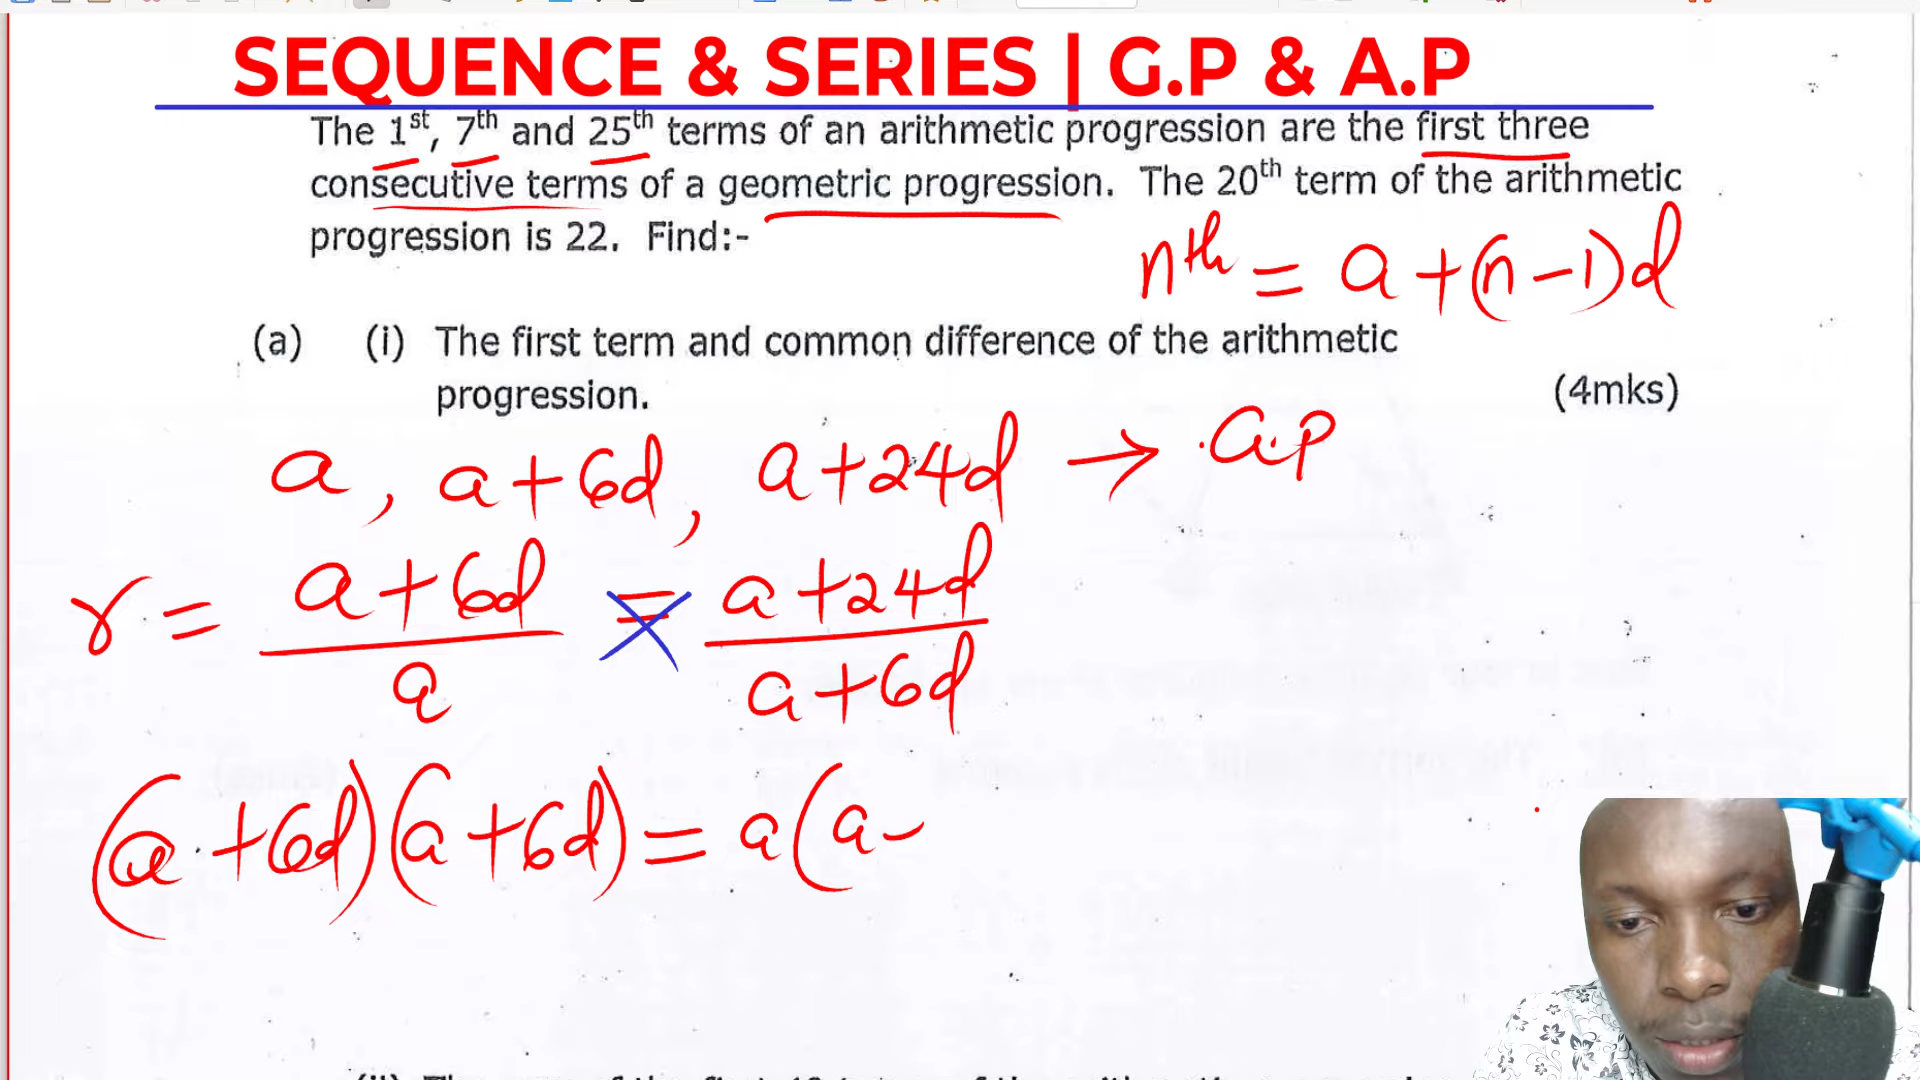 SEQUENCE & SERIES | G.P & A.P
The 1st, 7th and 25th terms of an arithmetic progression are the first three
consecutive terms of a geometric progression. The 20th term of the arithmetic
progression is 22. Find:-
nth = a + (n - 1)d
(a) (i) The first term and common difference of the arithmetic
progression. (4mks)
a, a + 6d, a + 24d → a.p
r = (a + 6d)/a = (a + 24d)/(a + 6d)
(a + 6d)(a + 6d) = a(a -